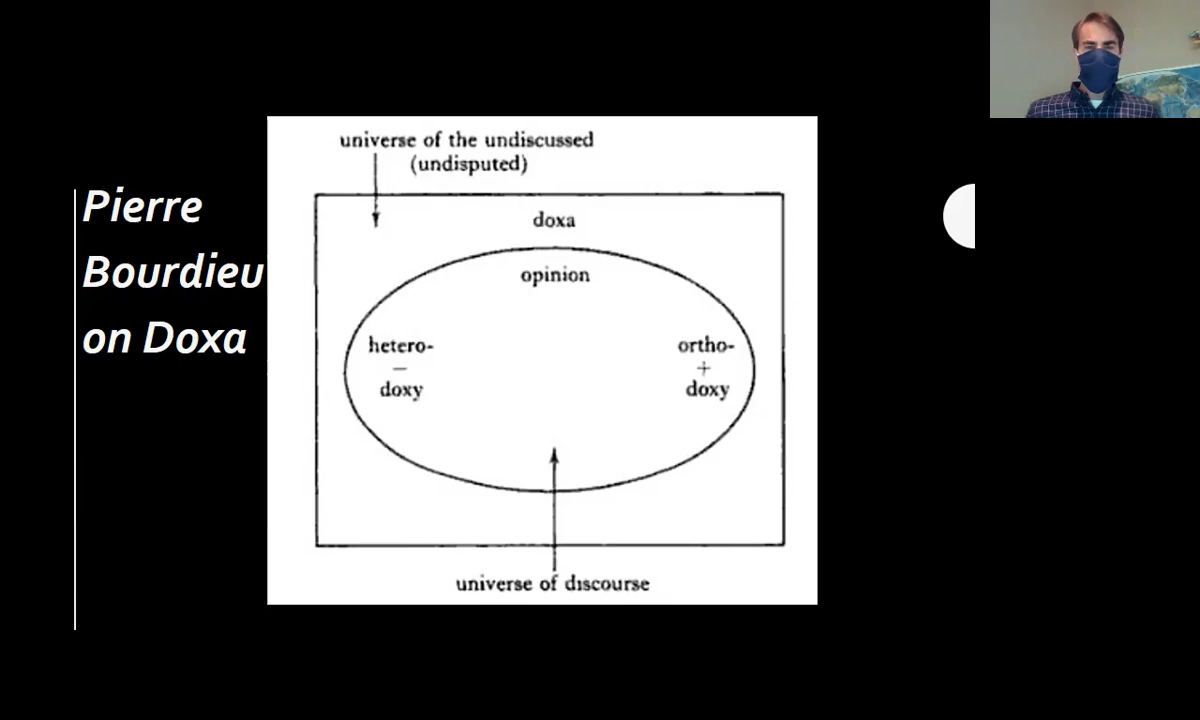 Pierre
Bourdieu
on Doxa
universe of the undiscussed
(undisputed)
doxa
opinion
hetero-
−
doxy
ortho-
+
doxy
universe of discourse